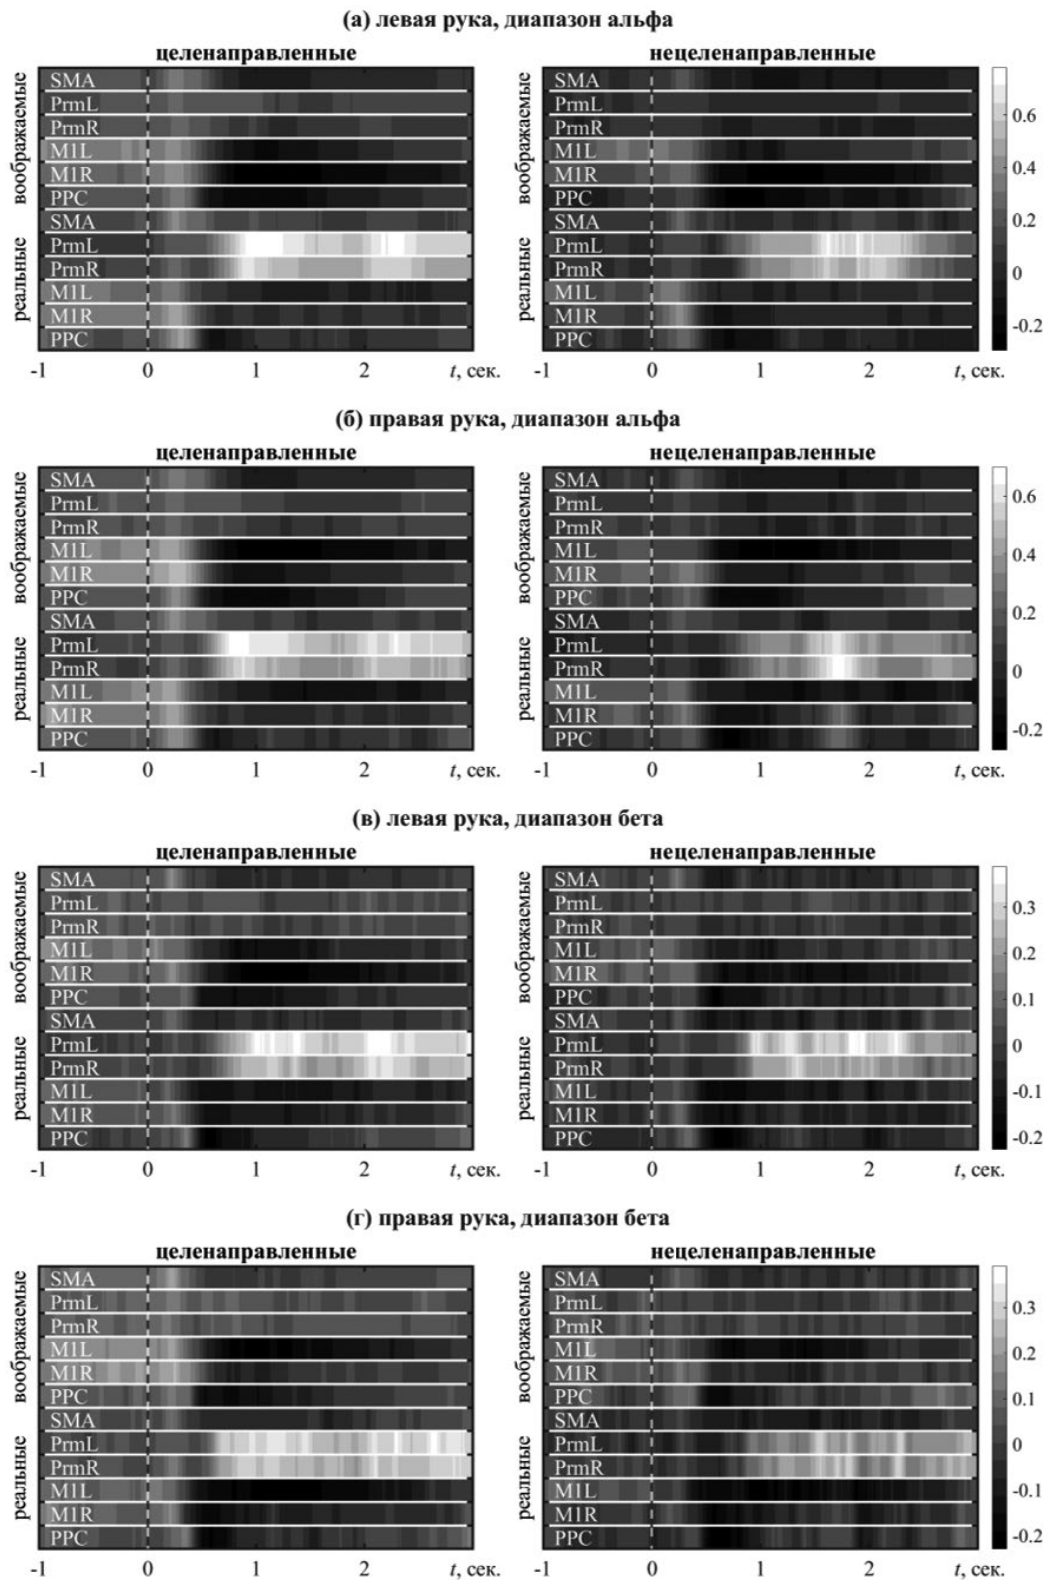 (а) левая рука, диапазон альфа
целенаправленные
нецеленаправленные
воображаемые
реальные
SMA
PrmL
PrmR
M1L
M1R
PPC
SMA
PrmL
PrmR
M1L
M1R
PPC
-1 0 1 2 t, сек.
SMA
PrmL
PrmR
M1L
M1R
PPC
SMA
PrmL
PrmR
M1L
M1R
PPC
-1 0 1 2 t, сек.
0.6
0.4
0.2
0
-0.2
(б) правая рука, диапазон альфа
целенаправленные
нецеленаправленные
воображаемые
реальные
SMA
PrmL
PrmR
M1L
M1R
PPC
SMA
PrmL
PrmR
M1L
M1R
PPC
-1 0 1 2 t, сек.
воображаемые
реальные
SMA
PrmL
PrmR
M1L
M1R
PPC
SMA
PrmL
PrmR
M1L
M1R
PPC
-1 0 1 2 t, сек.
0.6
0.4
0.2
0
-0.2
(в) левая рука, диапазон бета
целенаправленные
нецеленаправленные
воображаемые
реальные
SMA
PrmL
PrmR
M1L
M1R
PPC
SMA
PrmL
PrmR
M1L
M1R
PPC
-1 0 1 2 t, сек.
воображаемые
реальные
SMA
PrmL
PrmR
M1L
M1R
PPC
SMA
PrmL
PrmR
M1L
M1R
PPC
-1 0 1 2 t, сек.
0.3
0.2
0.1
0
-0.1
-0.2
(г) правая рука, диапазон бета
целенаправленные
нецеленаправленные
воображаемые
реальные
SMA
PrmL
PrmR
M1L
M1R
PPC
SMA
PrmL
PrmR
M1L
M1R
PPC
-1 0 1 2 t, сек.
воображаемые
реальные
SMA
PrmL
PrmR
M1L
M1R
PPC
SMA
PrmL
PrmR
M1L
M1R
PPC
-1 0 1 2 t, сек.
0.3
0.2
0.1
0
-0.1
-0.2